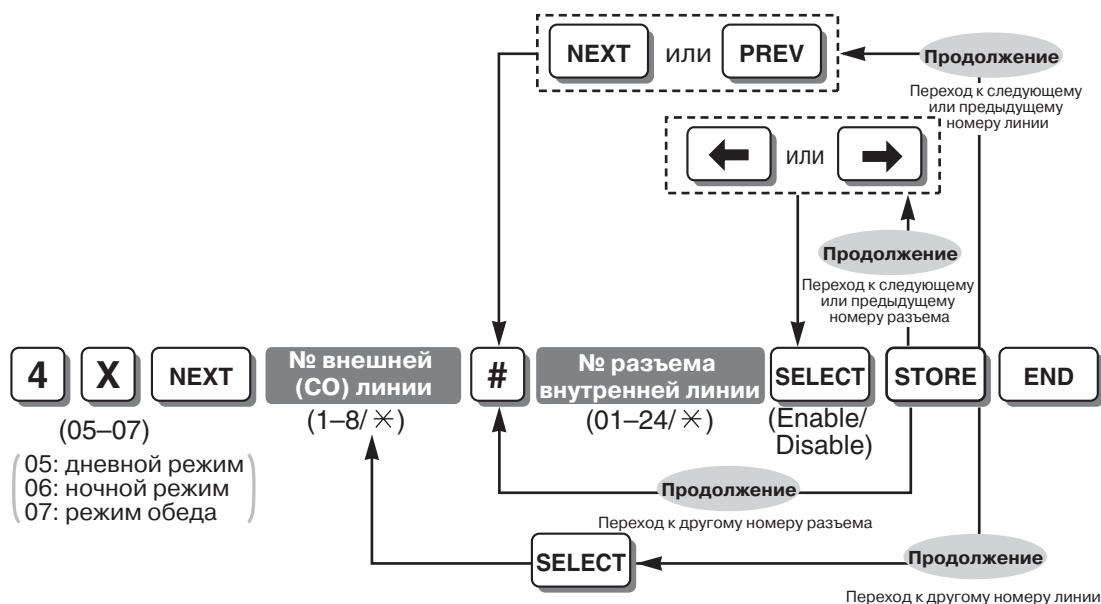 NEXT или PREV
Продолжение
Переход к следующему
или предыдущему
номеру линии
← или →
Продолжение
Переход к следующему
или предыдущему
номеру разъема
4 X NEXT
№ внешней
(CO) линии
#
№ разъема
внутренней линии
SELECT STORE END
(05–07)
(1–8/✳)
(01–24/✳)
(Enable/
Disable)
05: дневной режим
06: ночной режим
07: режим обеда
Продолжение
Переход к другому номеру разъема
SELECT
Продолжение
Переход к другому номеру линии